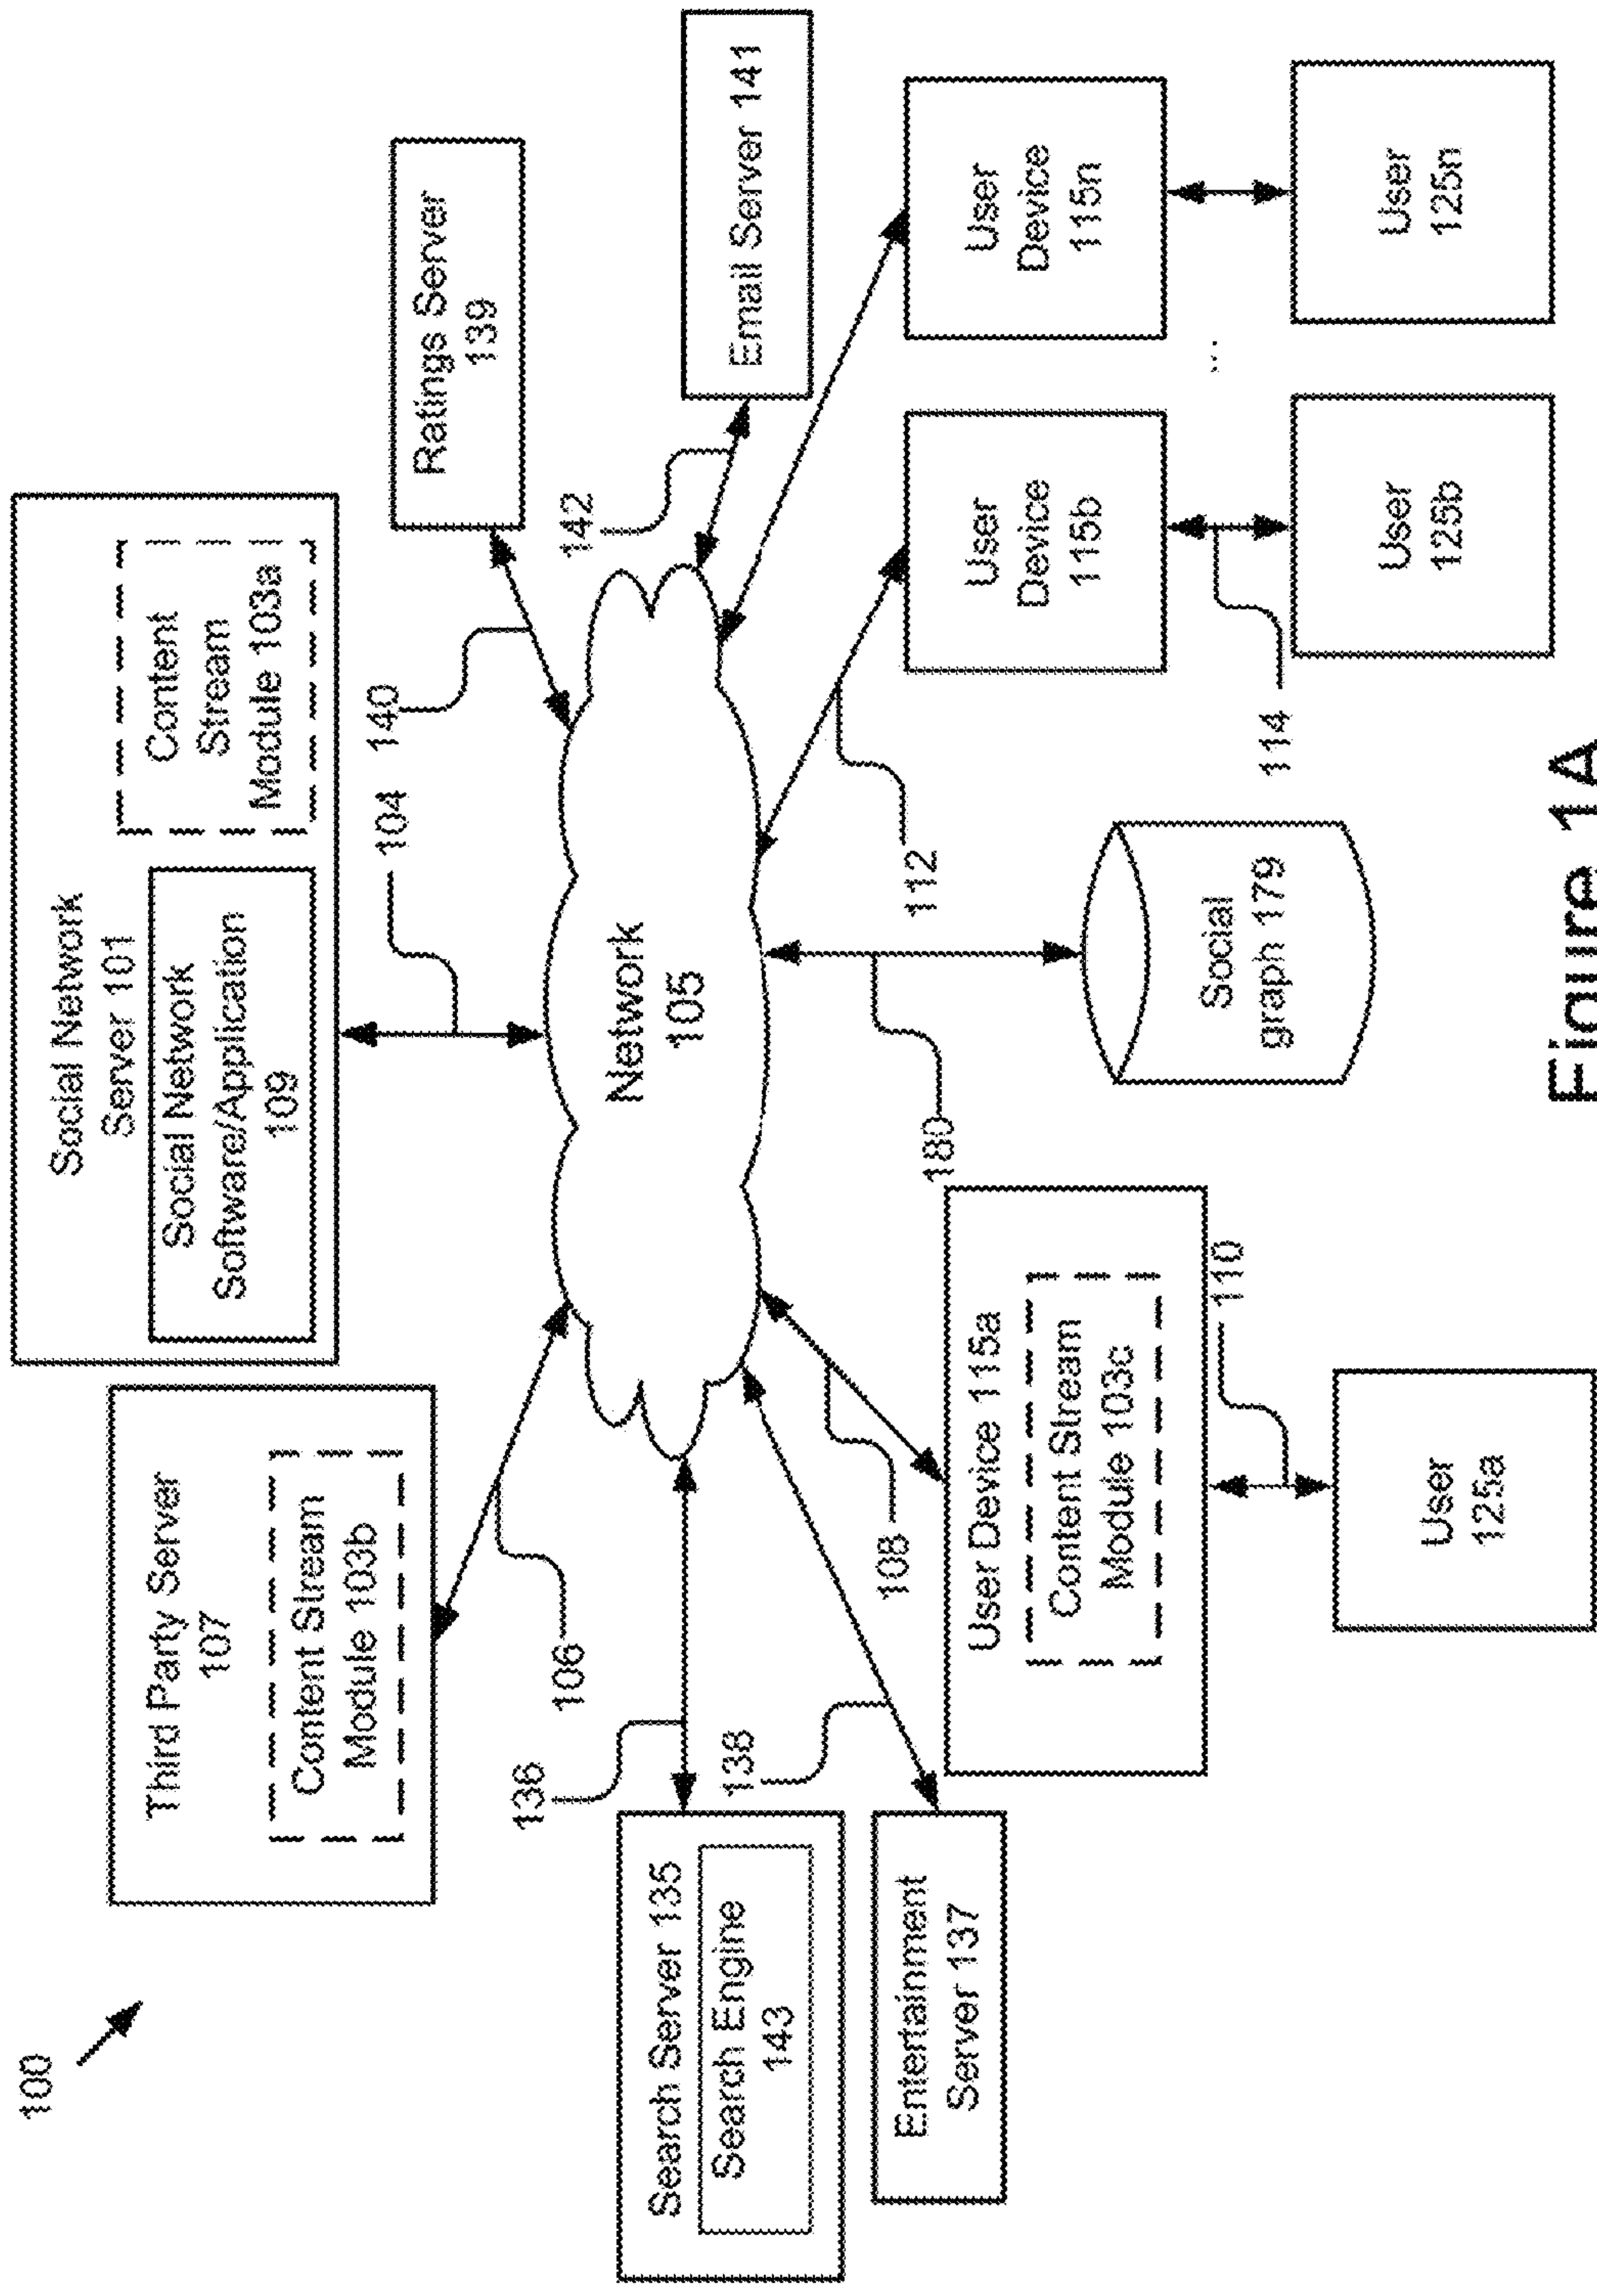 100
Social Network
Server 101
Social Network
Software/Application
109
Content
Stream
Module 103a
Third Party Server
107
Content Stream
Module 103b
104
140
Ratings Server
139
106
136
142
Search Server 135
Search Engine
143
Network
105
Email Server 141
138
Entertainment
Server 137
108
User Device 115a
Content Stream
Module 103c
180
112
User
Device
115b
User
Device
115n
...
110
Social
graph 179
114
User
125a
User
125b
User
125n
Figure 1A